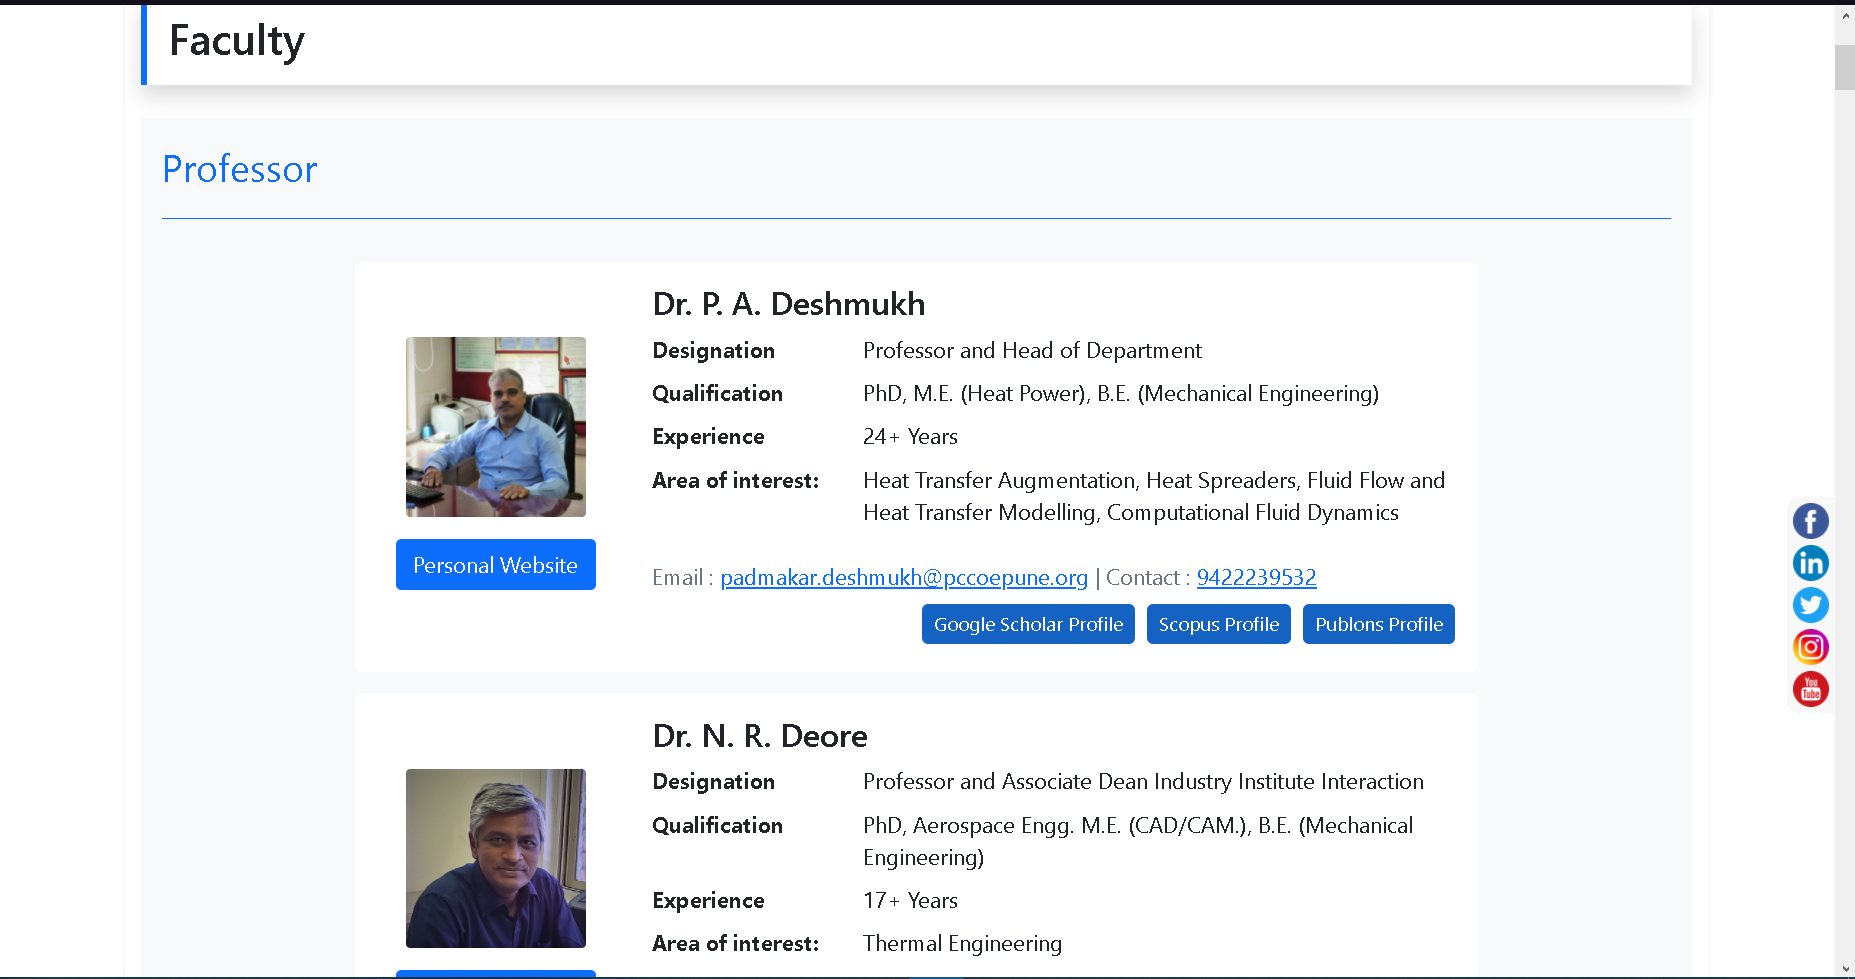 Faculty
Professor
Dr. P. A. Deshmukh
Designation Professor and Head of Department
Qualification PhD, M.E. (Heat Power), B.E. (Mechanical Engineering)
Experience 24+ Years
Area of interest: Heat Transfer Augmentation, Heat Spreaders, Fluid Flow and
Heat Transfer Modelling, Computational Fluid Dynamics
Personal Website
Email : padmakar.deshmukh@pccoepune.org | Contact : 9422239532
Google Scholar Profile Scopus Profile Publons Profile
Dr. N. R. Deore
Designation Professor and Associate Dean Industry Institute Interaction
Qualification PhD, Aerospace Engg. M.E. (CAD/CAM.), B.E. (Mechanical
Engineering)
Experience 17+ Years
Area of interest: Thermal Engineering
f
in
You
Tube